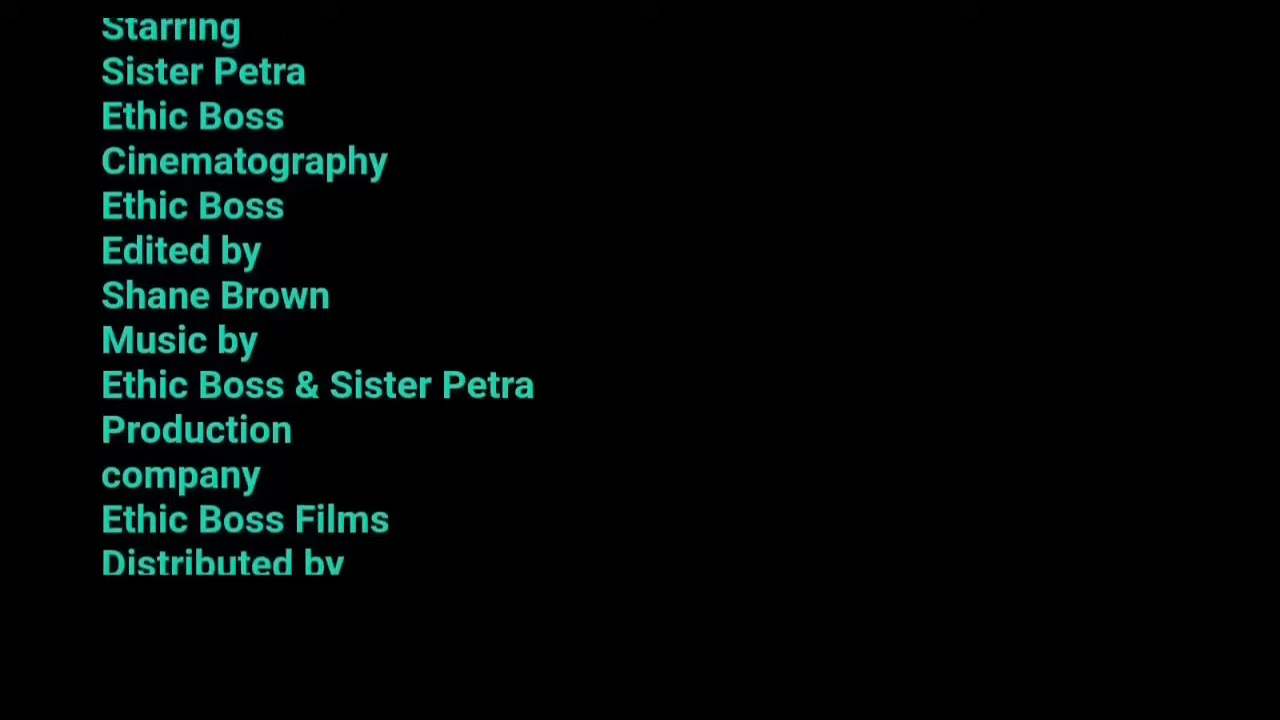 Starring
Sister Petra
Ethic Boss
Cinematography
Ethic Boss
Edited by
Shane Brown
Music by
Ethic Boss & Sister Petra
Production
company
Ethic Boss Films
Distributed by